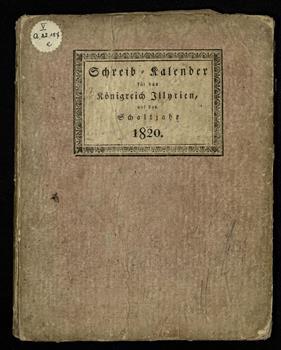 V
Schreib-Kalender
für das
Königreich Illyrien,
auf das
Schaltjahr
1820.